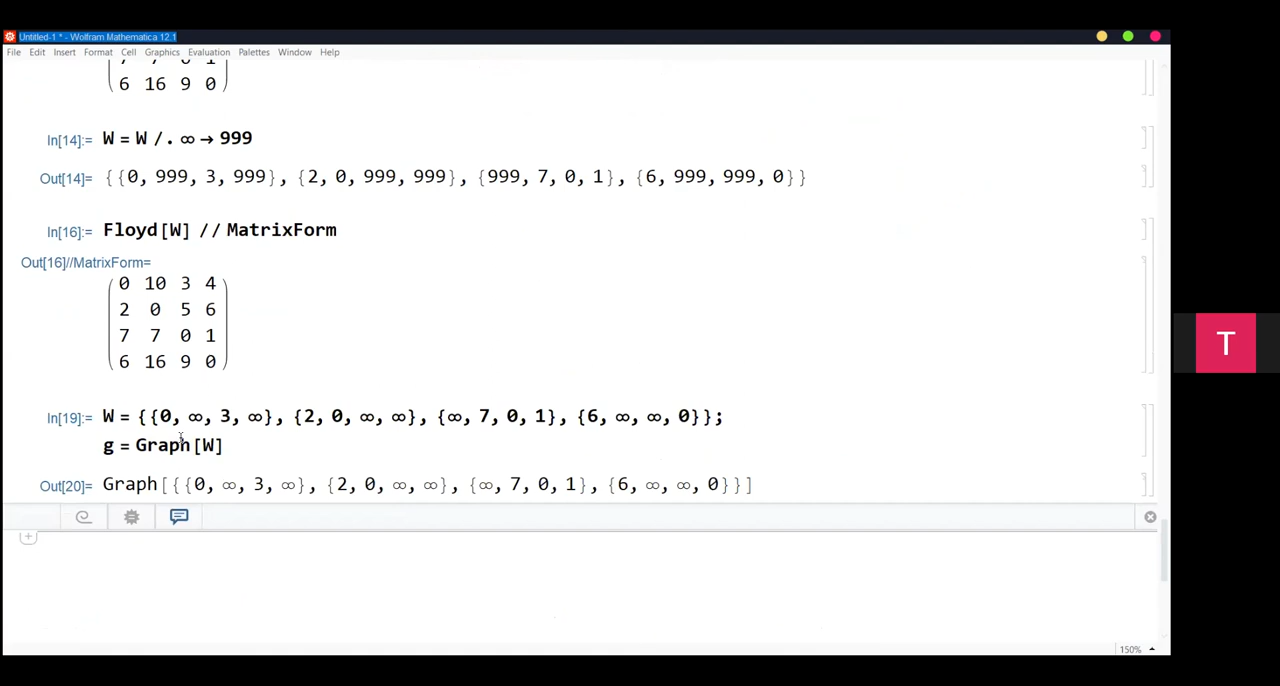 Untitled-1 * - Wolfram Mathematica 12.1
File Edit Insert Format Cell Graphics Evaluation Palettes Window Help
6 16 9 0
In[14]:= W = W /. ∞ → 999
Out[14]= {{0, 999, 3, 999}, {2, 0, 999, 999}, {999, 7, 0, 1}, {6, 999, 999, 0}}
In[16]:= Floyd[W] // MatrixForm
Out[16]//MatrixForm=
0 10 3 4
2 0 5 6
7 7 0 1
6 16 9 0
In[19]:= W = {{0, ∞, 3, ∞}, {2, 0, ∞, ∞}, {∞, 7, 0, 1}, {6, ∞, ∞, 0}};
g = Graph[W]
Out[20]= Graph[{{0, ∞, 3, ∞}, {2, 0, ∞, ∞}, {∞, 7, 0, 1}, {6, ∞, ∞, 0}}]
T
150%